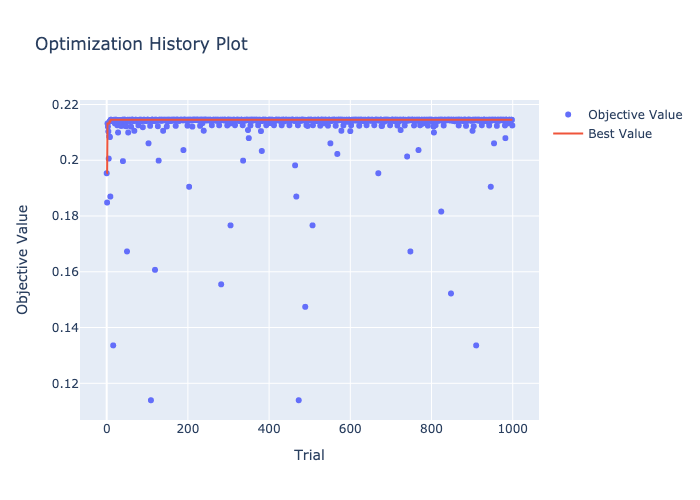 Optimization History Plot
0.22
0.2
0.18
0.16
0.14
0.12
Objective Value
0
200
400
600
800
1000
Trial
Objective Value
Best Value